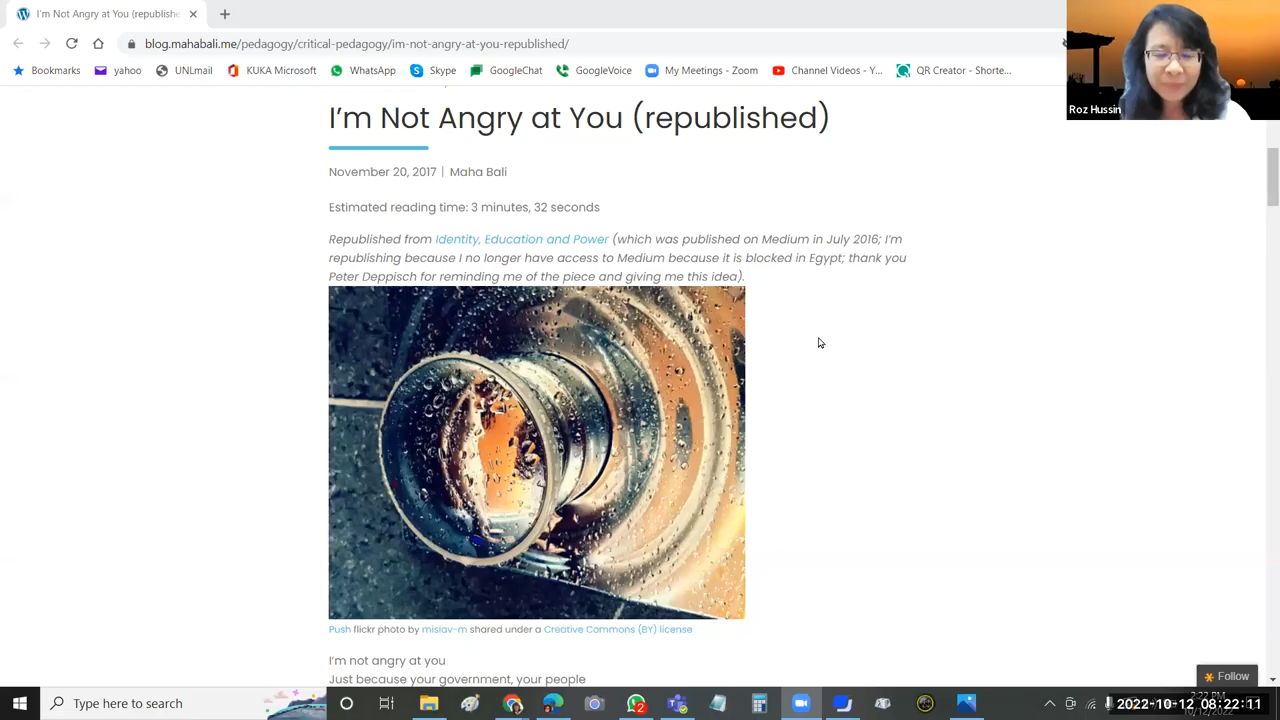 I'm Not Angry at You (republishe
blog.mahabali.me/pedagogy/critical-pedagogy/im-not-angry-at-you-republished/
Bookmarks yahoo UNLmail KUKA Microsoft WhatsApp Skype GoogleChat GoogleVoice My Meetings - Zoom Channel Videos - Y... QR Creator - Shorte...
Roz Hussin
I'm Not Angry at You (republished)
November 20, 2017 | Maha Bali
Estimated reading time: 3 minutes, 32 seconds
Republished from Identity, Education and Power (which was published on Medium in July 2016; I'm
republishing because I no longer have access to Medium because it is blocked in Egypt; thank you
Peter Deppisch for reminding me of the piece and giving me this idea).
Push flickr photo by mislav-m shared under a Creative Commons (BY) license
I'm not angry at you
Just because your government, your people
Follow
Type here to search
2
2:22 PM
2022-10-12 08:22:11